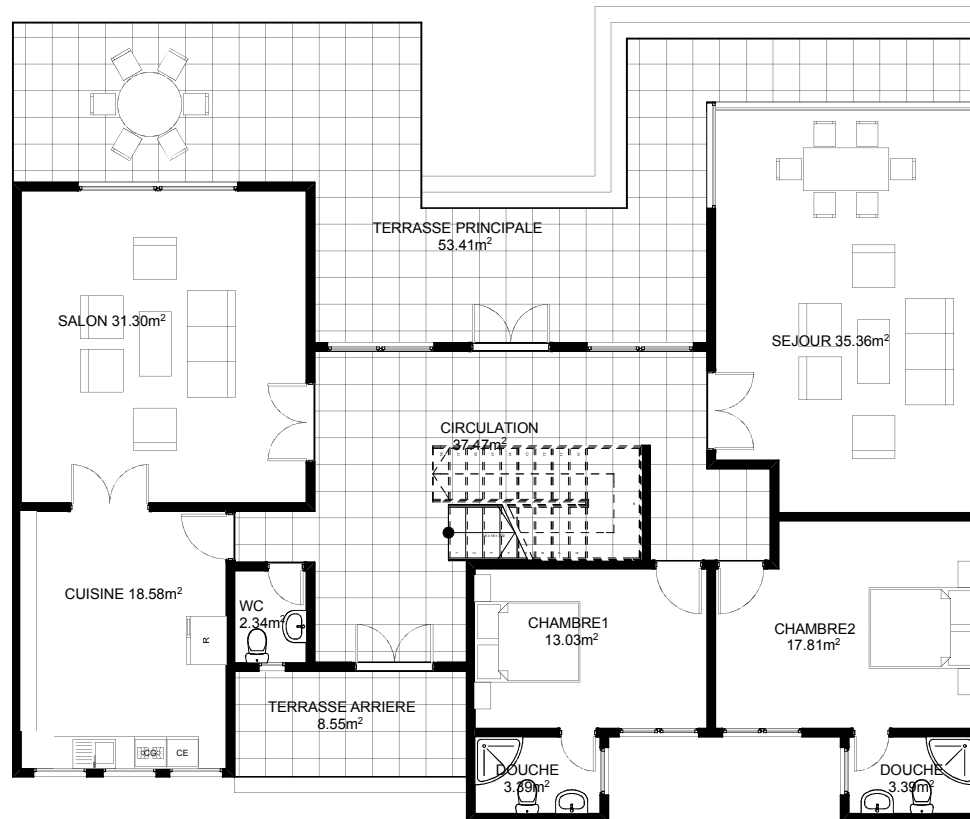 TERRASSE PRINCIPALE
53.41m²
SALON 31.30m²
SEJOUR 35.36m²
CIRCULATION
37.47m²
CUISINE 18.58m²
WC
2.34m²
R
CHAMBRE1
13.03m²
CHAMBRE2
17.81m²
TERRASSE ARRIERE
8.55m²
CG
CE
DOUCHE
3.39m²
DOUCHE
3.39m²